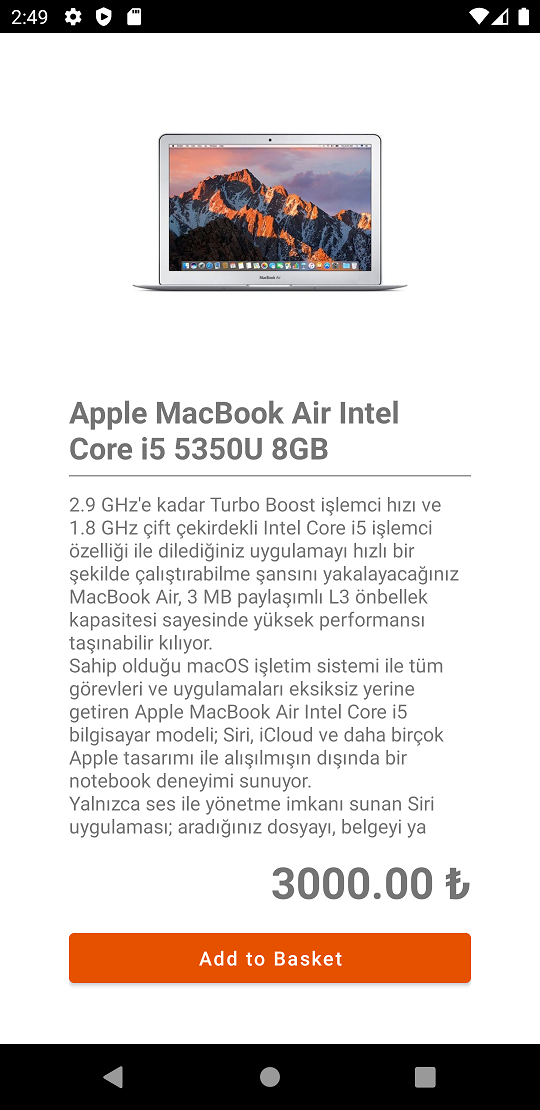 2:49
MacBook Air
Apple MacBook Air Intel
Core i5 5350U 8GB
2.9 GHz'e kadar Turbo Boost işlemci hızı ve
1.8 GHz çift çekirdekli Intel Core i5 işlemci
özelliği ile dilediğiniz uygulamayı hızlı bir
şekilde çalıştırabilme şansını yakalayacağınız
MacBook Air, 3 MB paylaşımlı L3 önbellek
kapasitesi sayesinde yüksek performansı
taşınabilir kılıyor.
Sahip olduğu macOS işletim sistemi ile tüm
görevleri ve uygulamaları eksiksiz yerine
getiren Apple MacBook Air Intel Core i5
bilgisayar modeli; Siri, iCloud ve daha birçok
Apple tasarımı ile alışılmışın dışında bir
notebook deneyimi sunuyor.
Yalnızca ses ile yönetme imkanı sunan Siri
uygulaması; aradığınız dosyayı, belgeyi ya
3000.00 ₺
Add to Basket